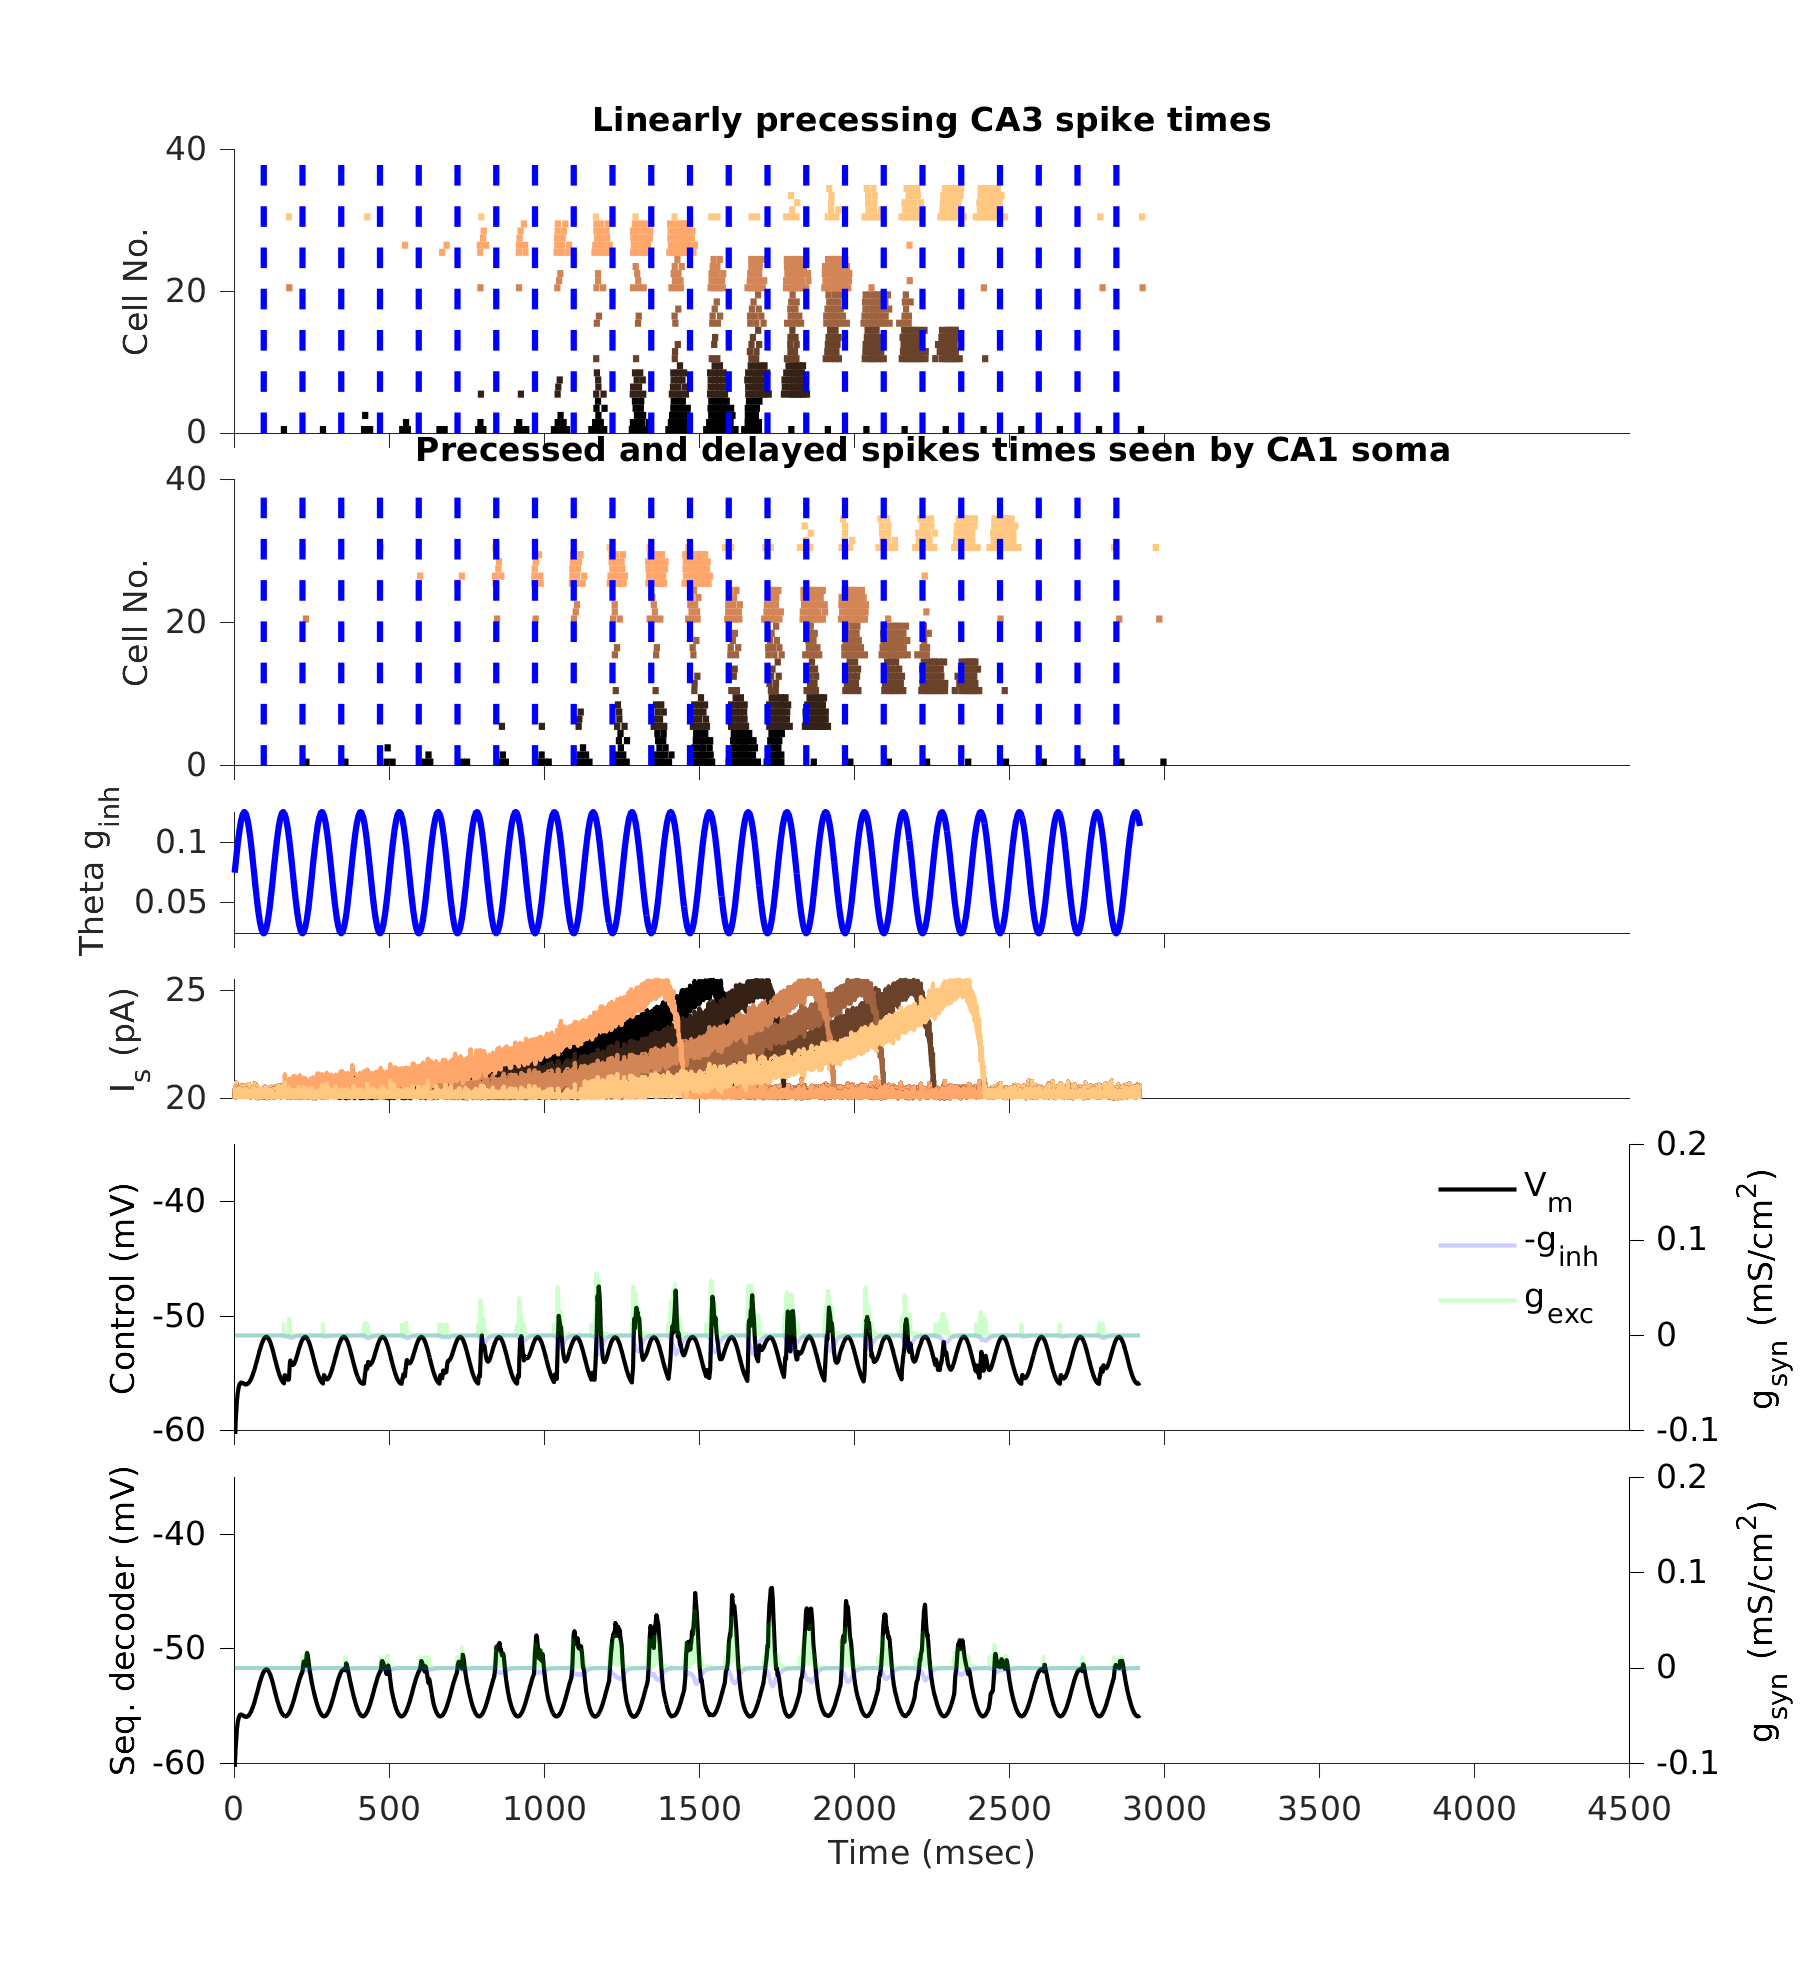 Linearly precessing CA3 spike times
40
20
0
Cell No.
Precessed and delayed spikes times seen by CA1 soma
40
20
0
Cell No.
0.1
0.05
Theta g_inh
25
20
I_s (pA)
-40
-50
-60
Control (mV)
V_m
-g_inh
g_exc
0.2
0.1
0
-0.1
g_syn (mS/cm^2)
-40
-50
-60
Seq. decoder (mV)
0.2
0.1
0
-0.1
g_syn (mS/cm^2)
0 500 1000 1500 2000 2500 3000 3500 4000 4500
Time (msec)